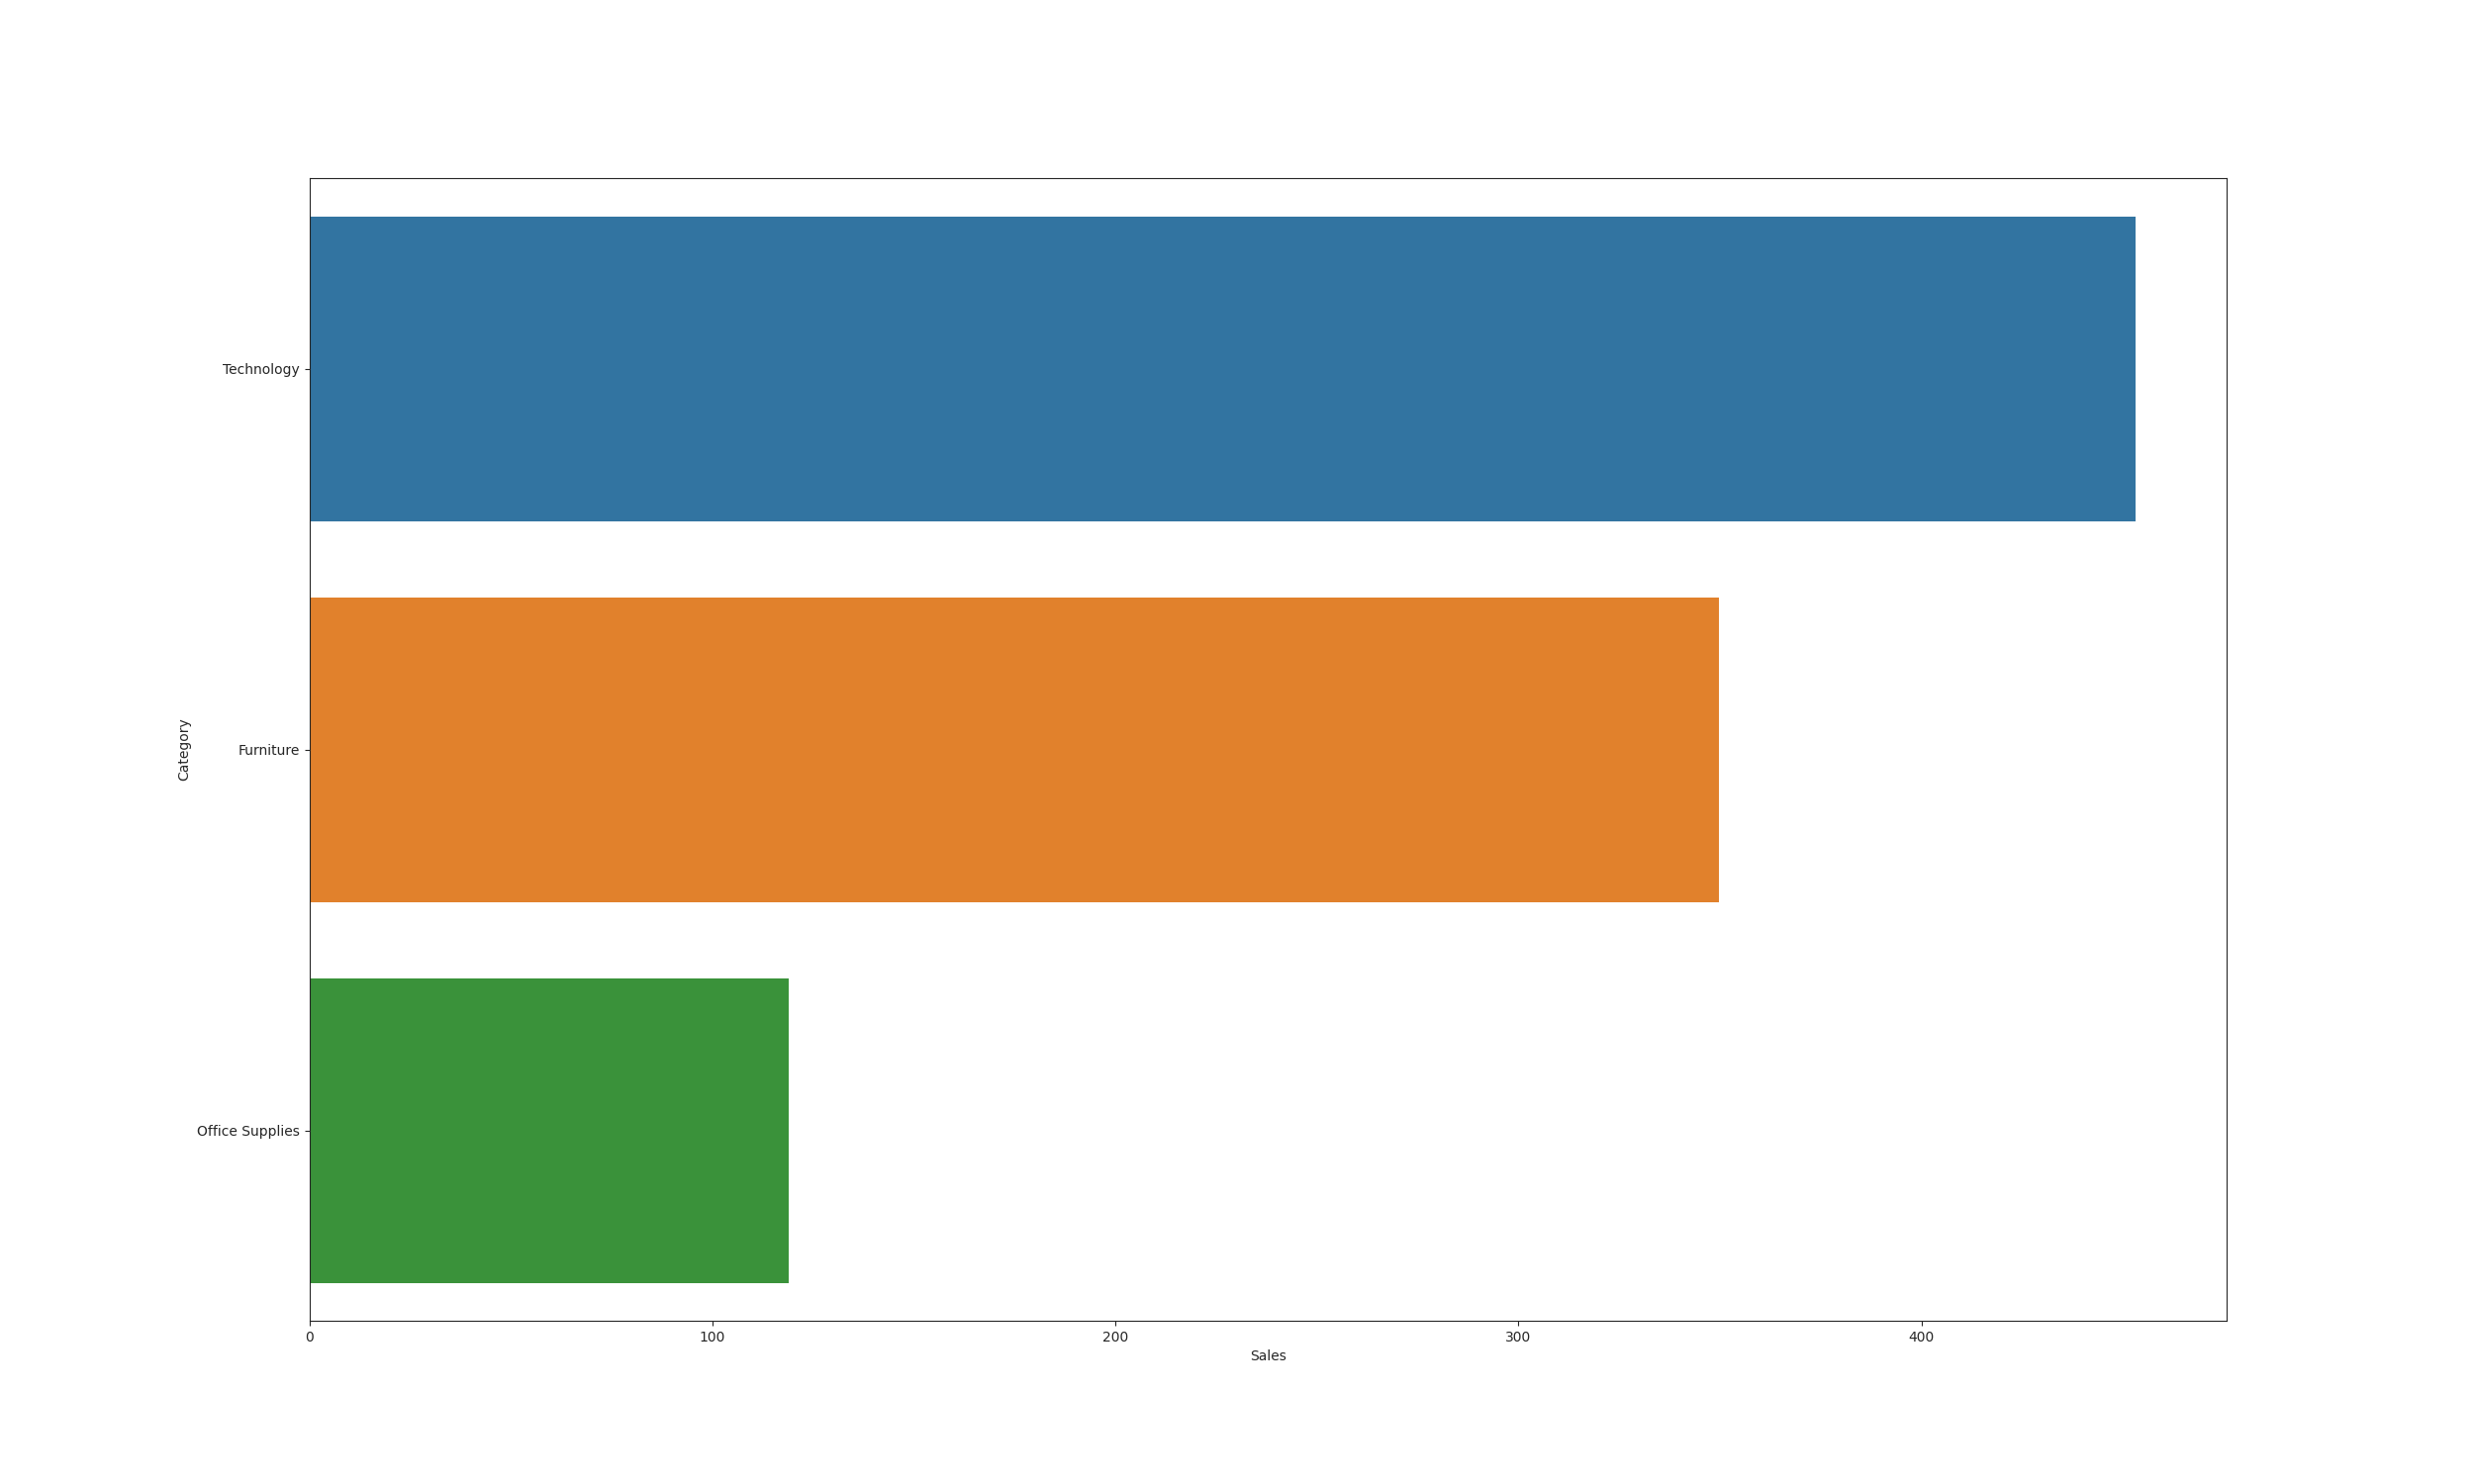 Technology
Furniture
Office Supplies
Category
0 100 200 300 400
Sales